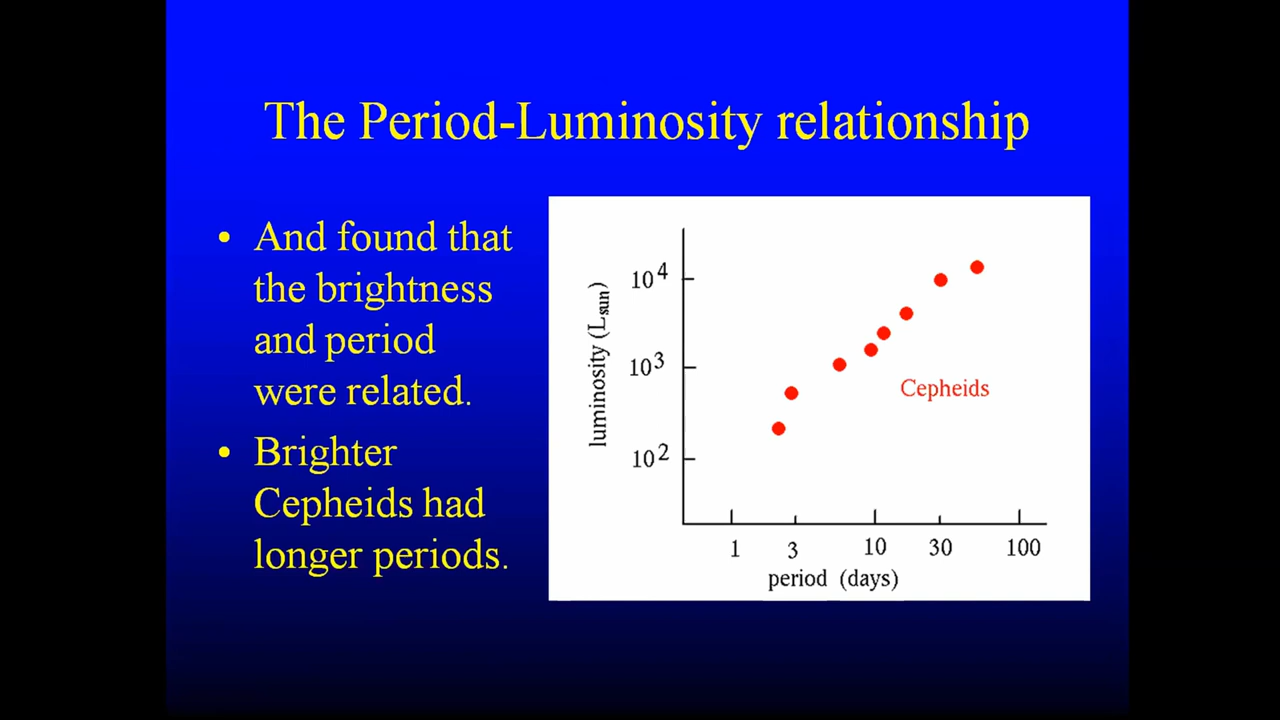 The Period-Luminosity relationship
• And found that
the brightness
and period
were related.
• Brighter
Cepheids had
longer periods.
luminosity (Lsun)
10⁴
10³
10²
Cepheids
1 3 10 30 100
period (days)